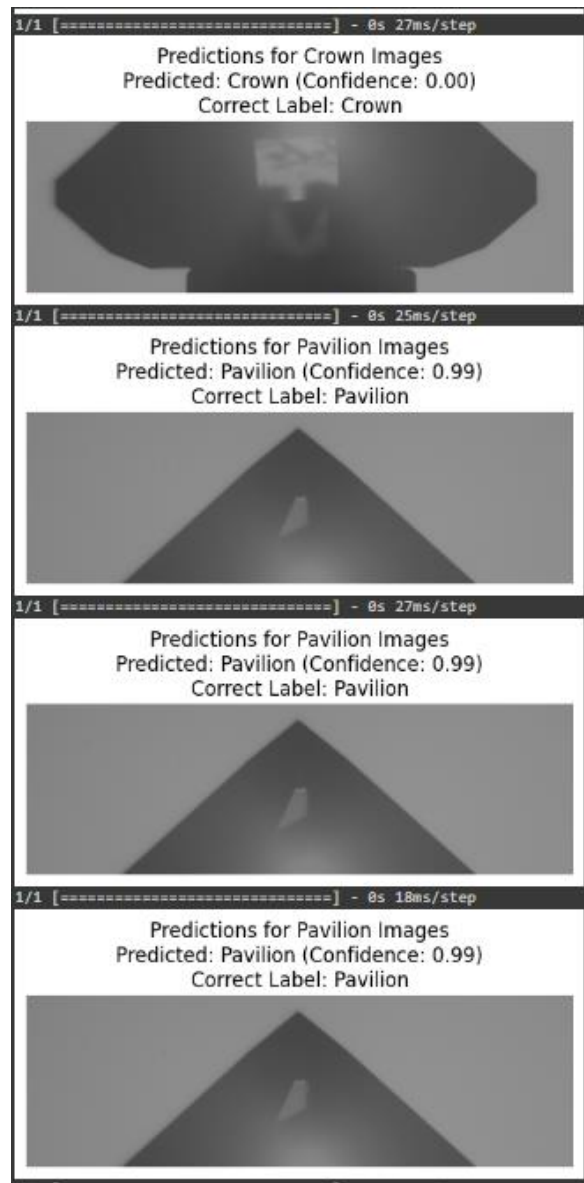 1/1 [==============================] - 0s 27ms/step
Predictions for Crown Images
Predicted: Crown (Confidence: 0.00)
Correct Label: Crown
1/1 [==============================] - 0s 25ms/step
Predictions for Pavilion Images
Predicted: Pavilion (Confidence: 0.99)
Correct Label: Pavilion
1/1 [==============================] - 0s 27ms/step
Predictions for Pavilion Images
Predicted: Pavilion (Confidence: 0.99)
Correct Label: Pavilion
1/1 [==============================] - 0s 18ms/step
Predictions for Pavilion Images
Predicted: Pavilion (Confidence: 0.99)
Correct Label: Pavilion